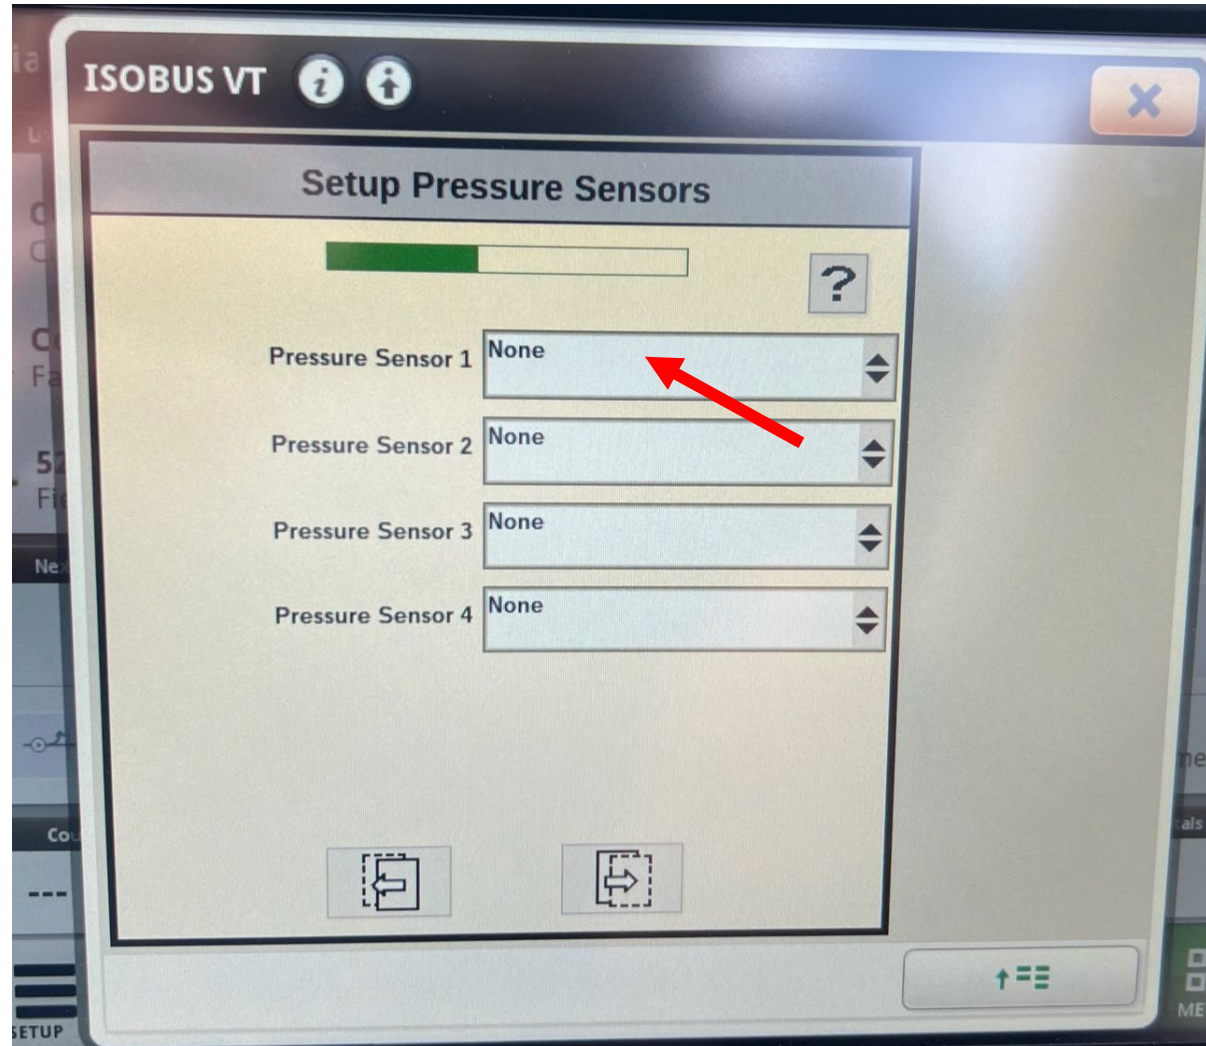 ISOBUS VT
Setup Pressure Sensors
?
Pressure Sensor 1 None
Pressure Sensor 2 None
Pressure Sensor 3 None
Pressure Sensor 4 None
SETUP